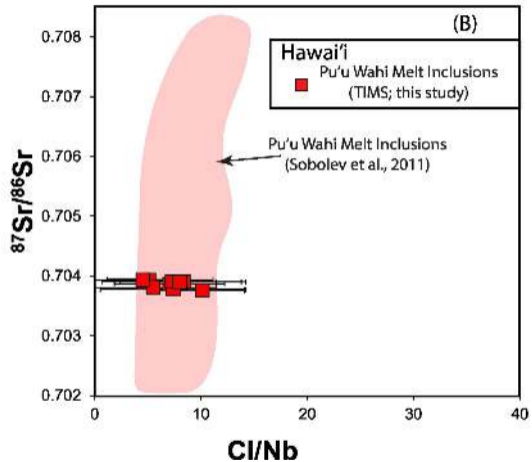 (B)
Hawai'i
Pu'u Wahi Melt Inclusions
(TIMS; this study)
Pu'u Wahi Melt Inclusions
(Sobolev et al., 2011)
0.708
0.707
0.706
0.705
0.704
0.703
0.702
⁸⁷Sr/⁸⁶Sr
0 10 20 30 40
Cl/Nb